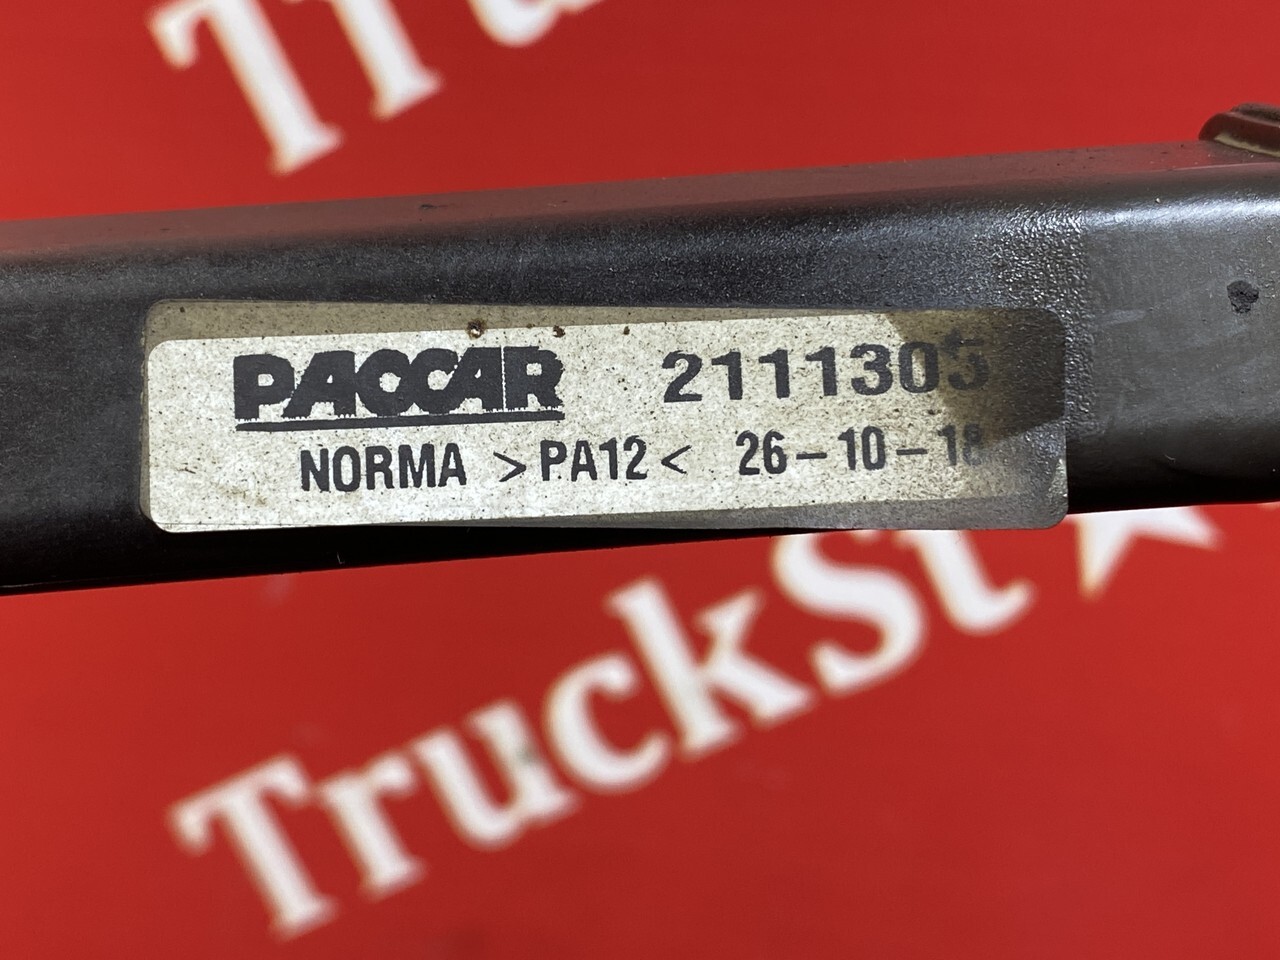 PACCAR 2111305
NORMA >PA12< 26-10-18
TruckSt★